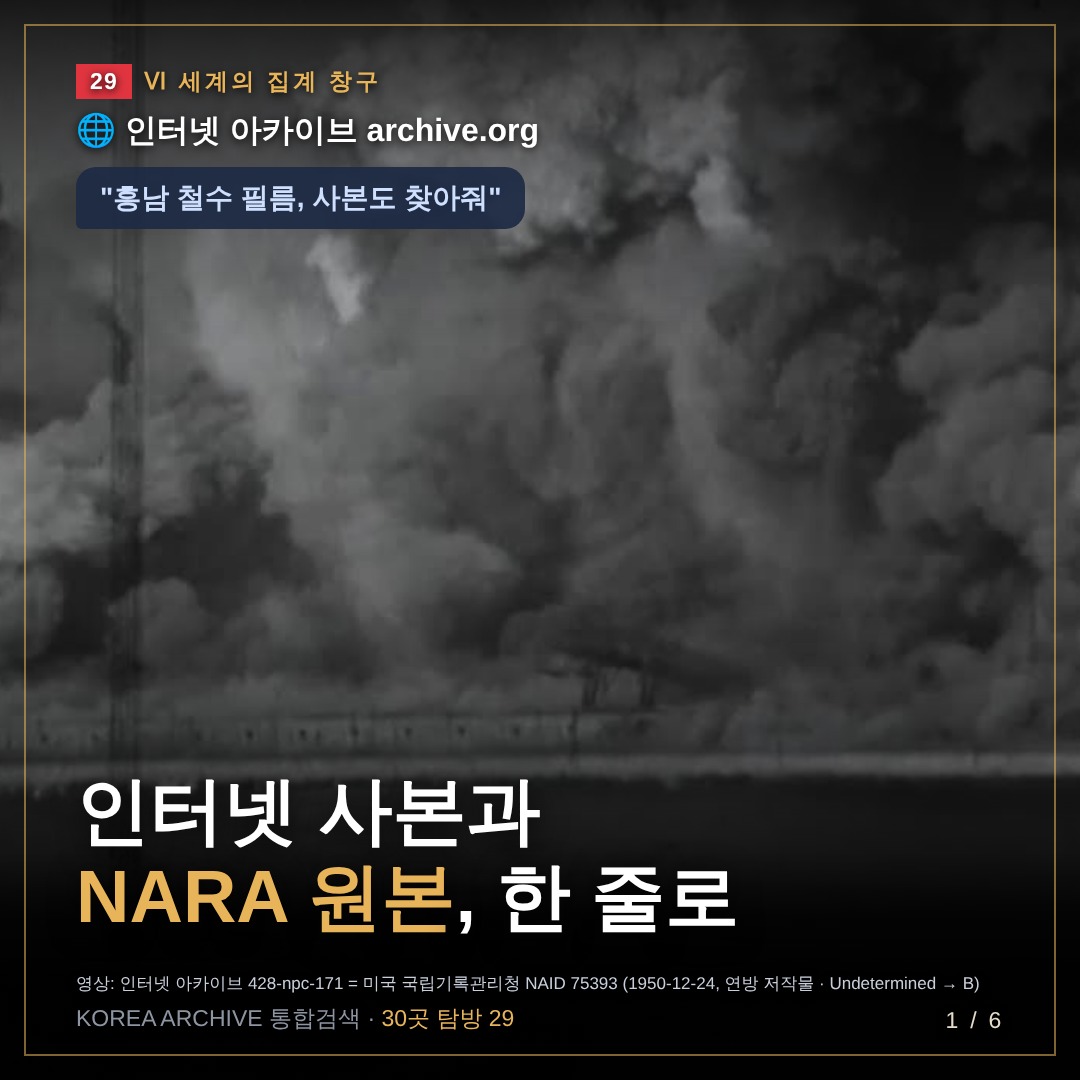 29 Ⅵ 세계의 집계 창구
🌐 인터넷 아카이브 archive.org
"흥남 철수 필름, 사본도 찾아줘"
인터넷 사본과
NARA 원본, 한 줄로
영상: 인터넷 아카이브 428-npc-171 = 미국 국립기록관리청 NAID 75393 (1950-12-24, 연방 저작물 · Undetermined → B)
KOREA ARCHIVE 통합검색 · 30곳 탐방 29
1 / 6